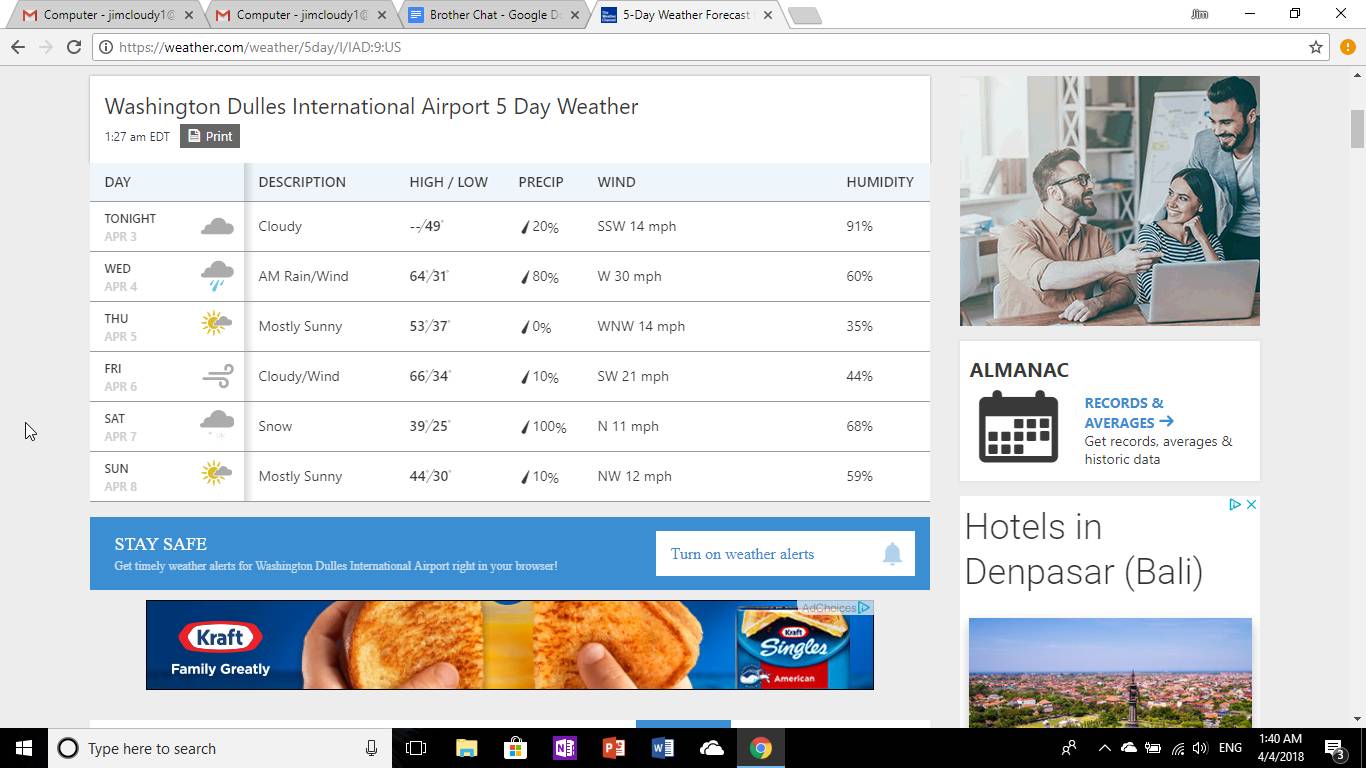 Computer - jimcloudy1@ Computer - jimcloudy1@ Brother Chat - Google Do 5-Day Weather Forecast Jim
https://weather.com/weather/5day/l/IAD:9:US
Washington Dulles International Airport 5 Day Weather
1:27 am EDT Print
DAY DESCRIPTION HIGH / LOW PRECIP WIND HUMIDITY
TONIGHT
APR 3 Cloudy --/49° 20% SSW 14 mph 91%
WED
APR 4 AM Rain/Wind 64°/31° 80% W 30 mph 60%
THU
APR 5 Mostly Sunny 53°/37° 0% WNW 14 mph 35%
FRI
APR 6 Cloudy/Wind 66°/34° 10% SW 21 mph 44%
SAT
APR 7 Snow 39°/25° 100% N 11 mph 68%
SUN
APR 8 Mostly Sunny 44°/30° 10% NW 12 mph 59%
STAY SAFE
Get timely weather alerts for Washington Dulles International Airport right in your browser!
Turn on weather alerts
AdChoices
Kraft
Family Greatly
Kraft
Singles
American
ALMANAC
RECORDS &
AVERAGES
Get records, averages &
historic data
Hotels in
Denpasar (Bali)
Type here to search
ENG
1:40 AM
4/4/2018
3